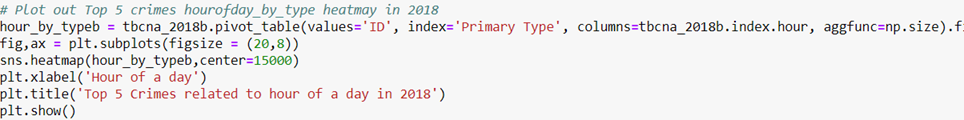 # Plot out Top 5 crimes hourofday_by_type heatmay in 2018
hour_by_typeb = tbcna_2018b.pivot_table(values='ID', index='Primary Type', columns=tbcna_2018b.index.hour, aggfunc=np.size).fi
fig,ax = plt.subplots(figsize = (20,8))
sns.heatmap(hour_by_typeb,center=15000)
plt.xlabel('Hour of a day')
plt.title('Top 5 Crimes related to hour of a day in 2018')
plt.show()